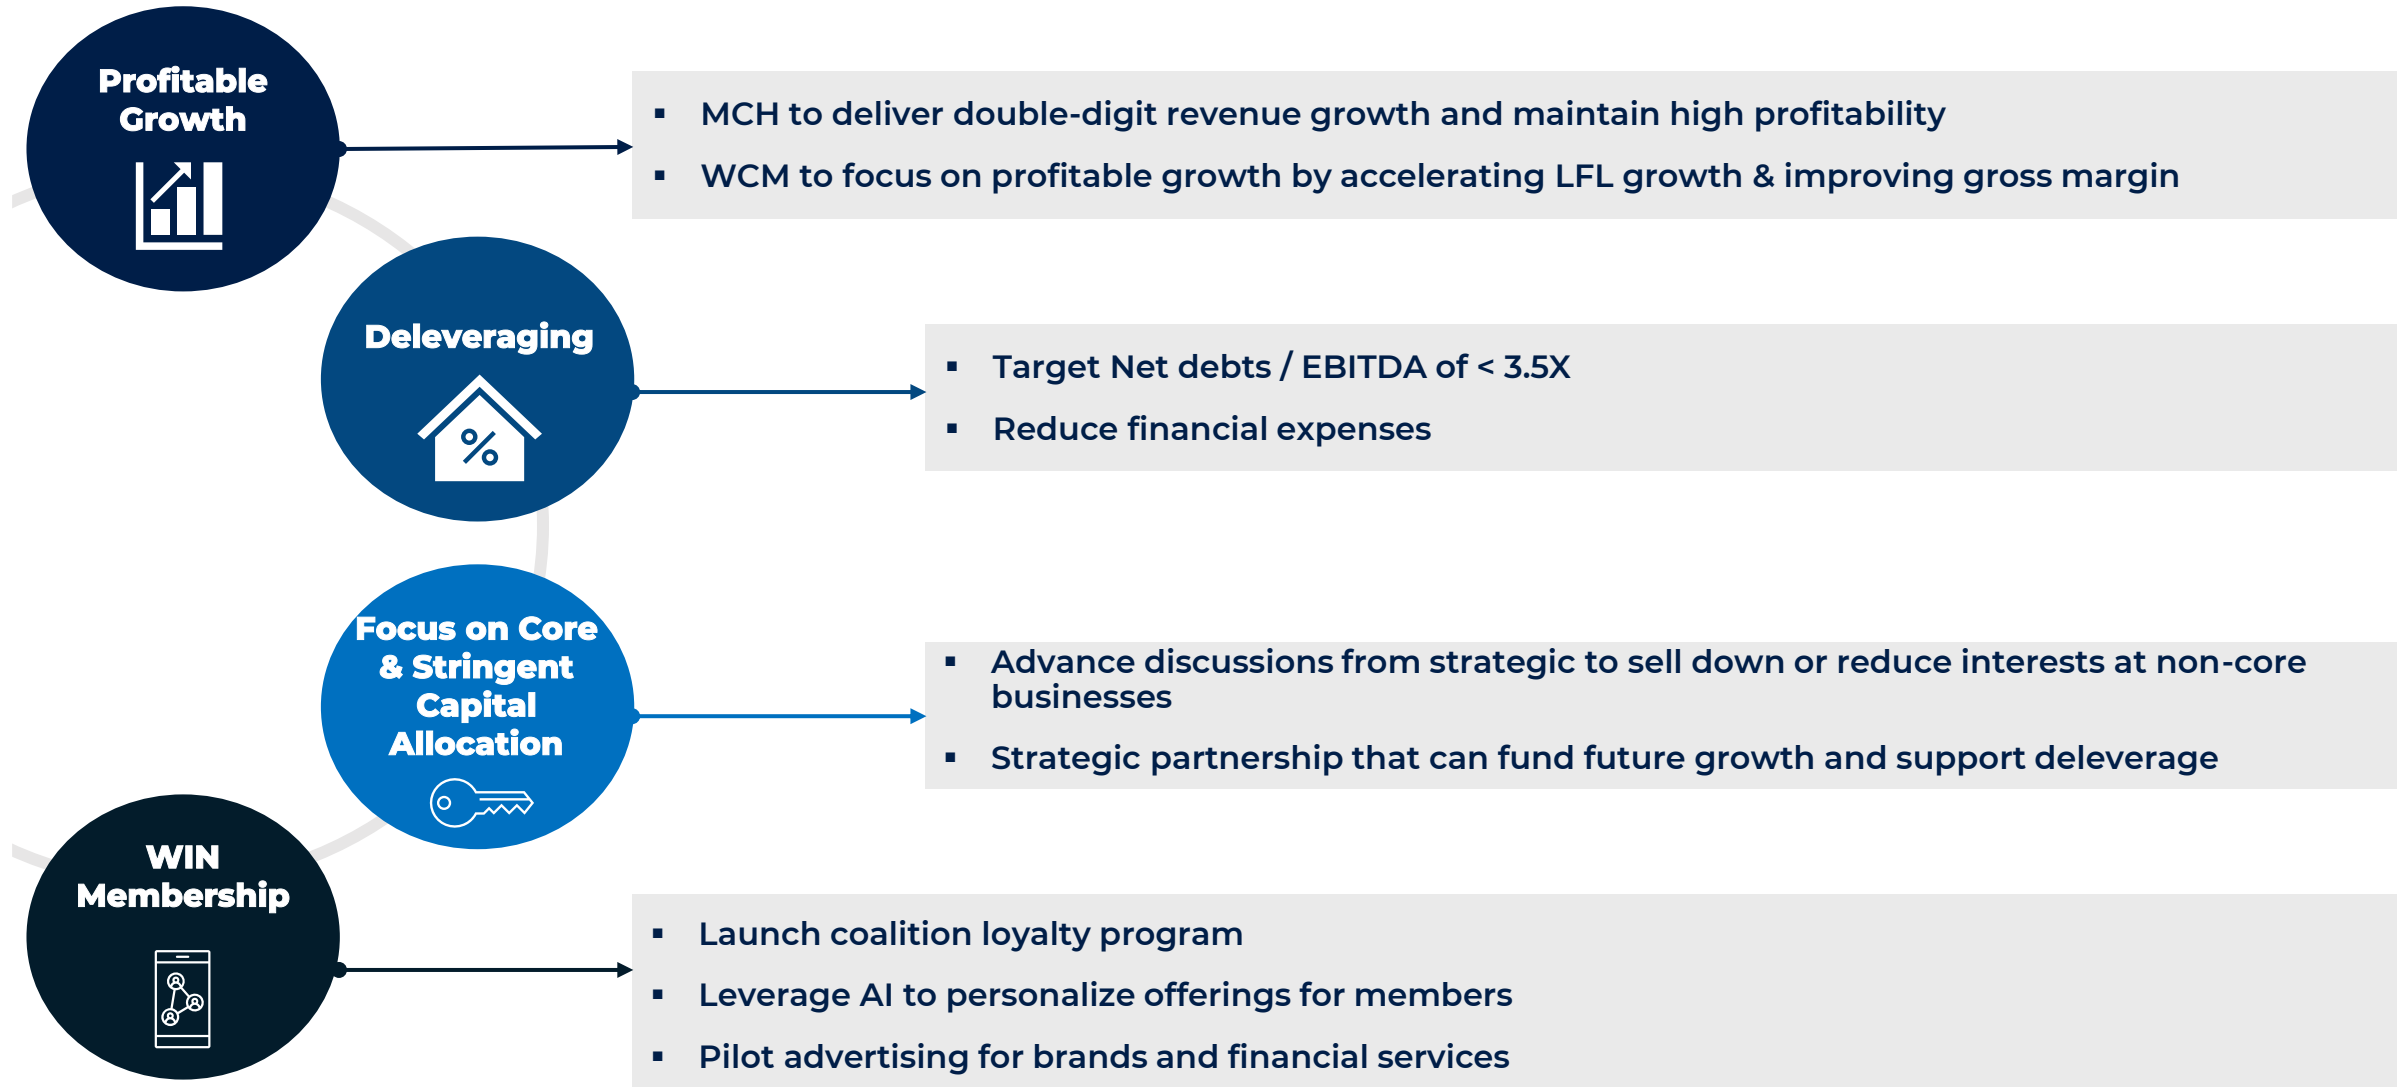 Profitable
Growth
▪ MCH to deliver double-digit revenue growth and maintain high profitability
▪ WCM to focus on profitable growth by accelerating LFL growth & improving gross margin
Deleveraging
%
▪ Target Net debts / EBITDA of < 3.5X
▪ Reduce financial expenses
Focus on Core
& Stringent
Capital
Allocation
▪ Advance discussions from strategic to sell down or reduce interests at non-core
businesses
▪ Strategic partnership that can fund future growth and support deleverage
WIN
Membership
▪ Launch coalition loyalty program
▪ Leverage AI to personalize offerings for members
▪ Pilot advertising for brands and financial services